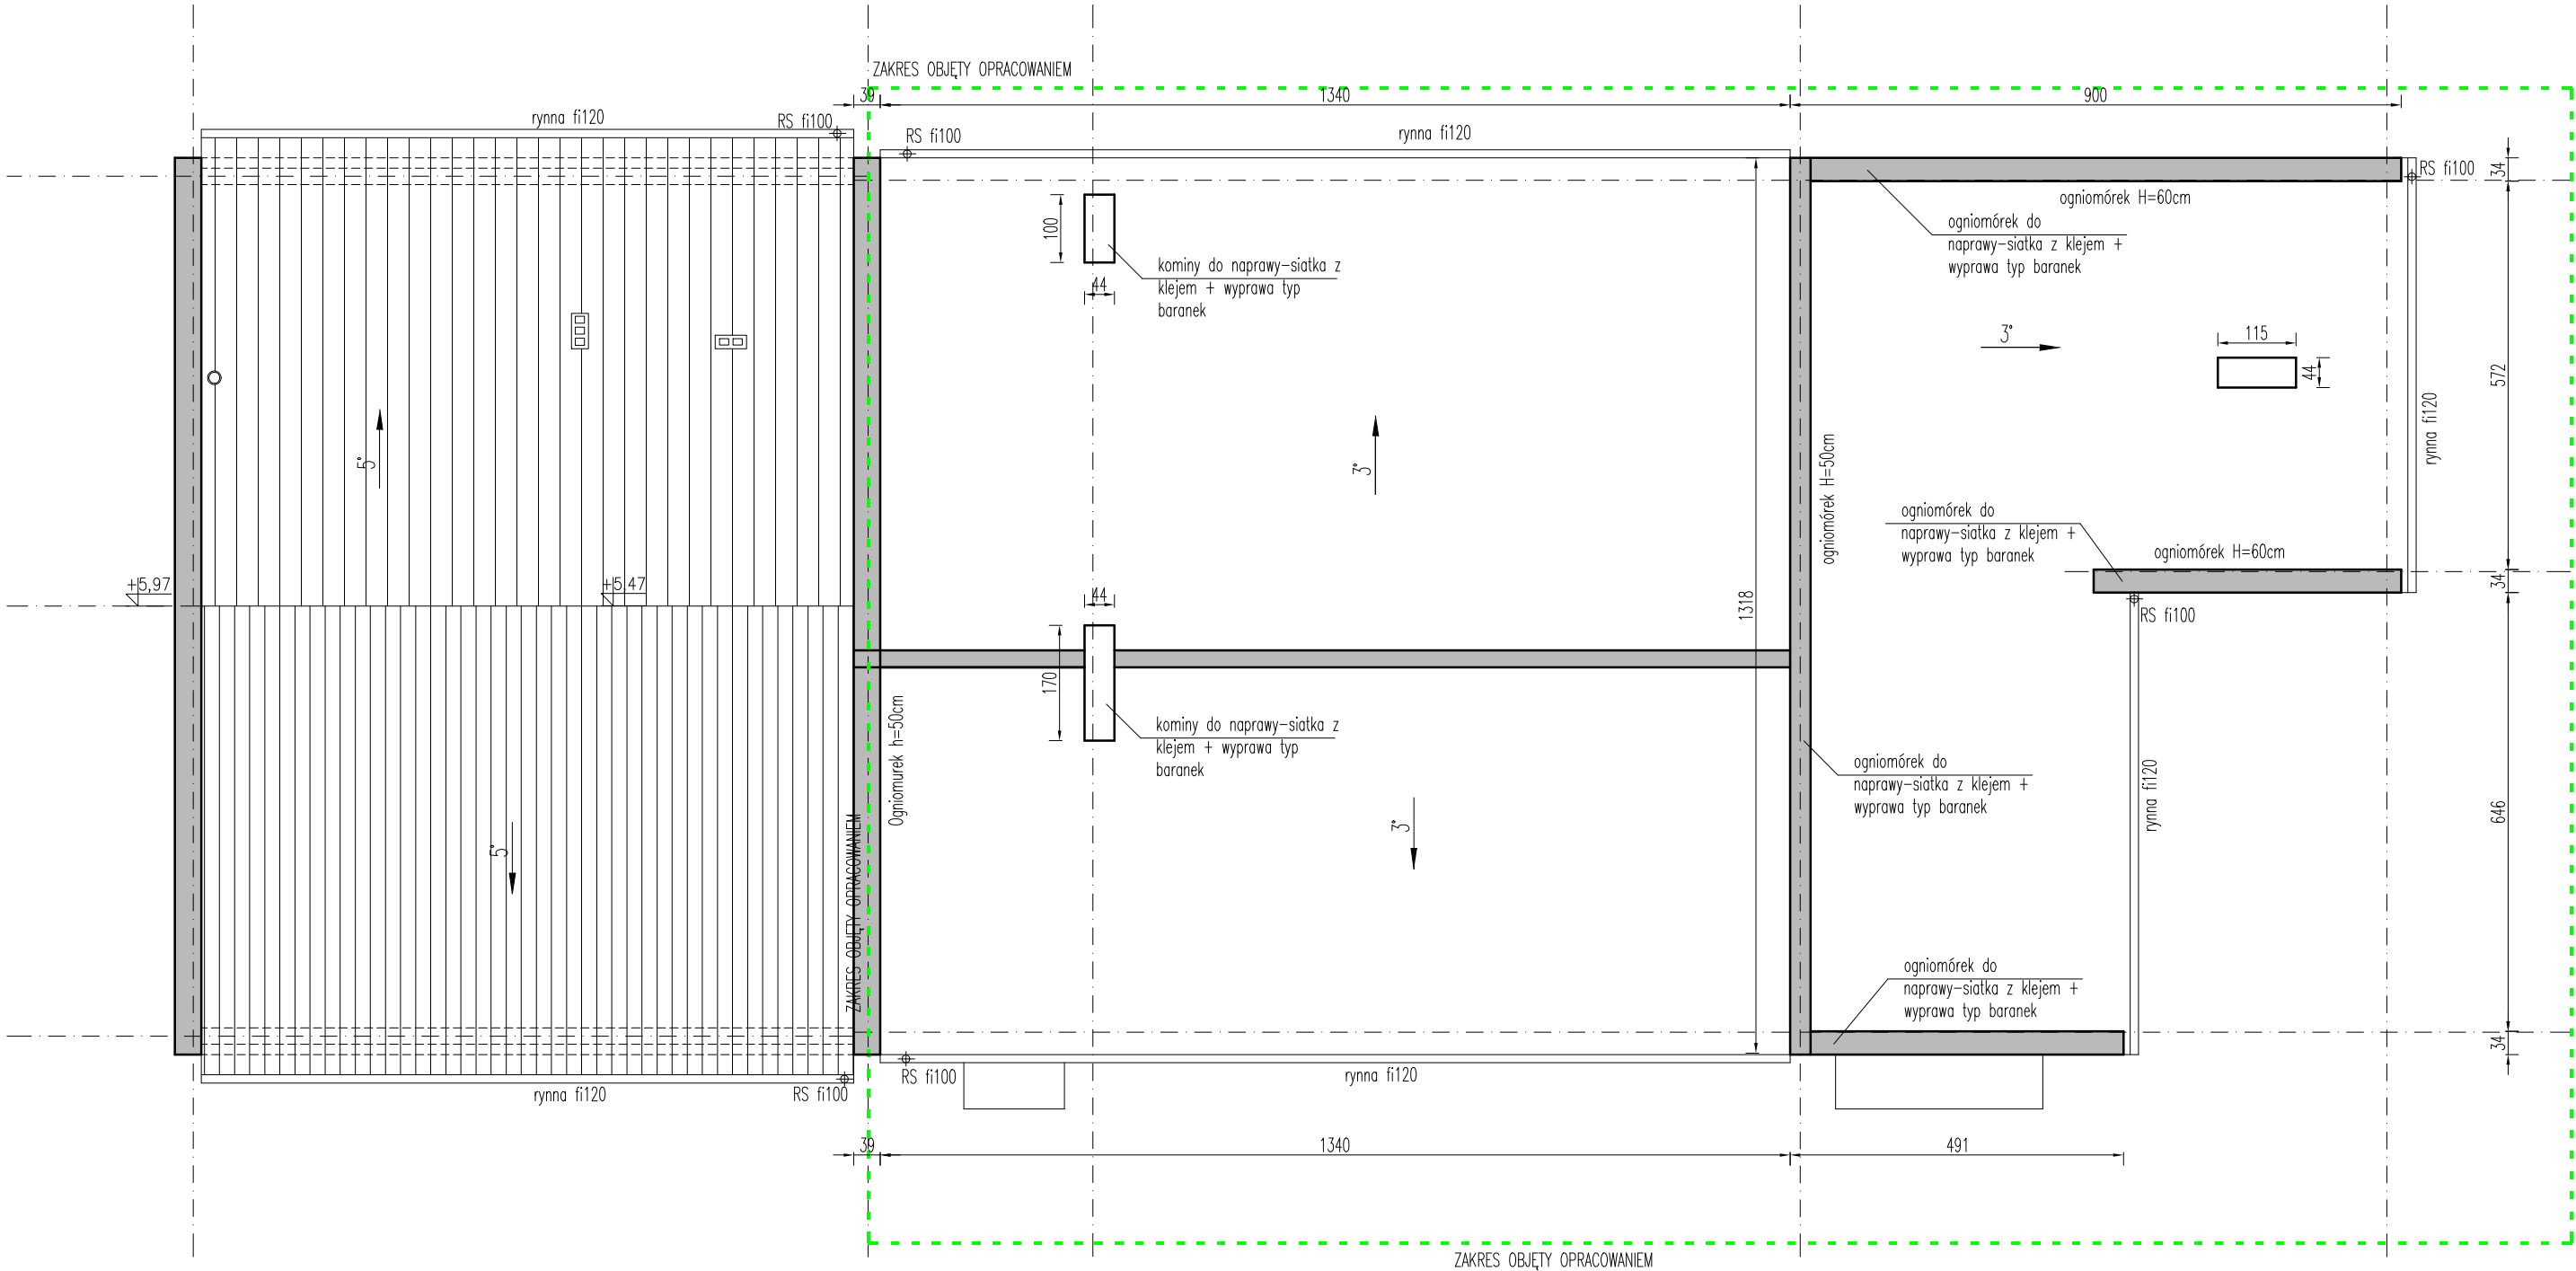 ZAKRES OBJĘTY OPRACOWANIEM
39
1340
900
rynna fi120
RS fi100
RS fi100
rynna fi120
34
RS fi100
ogniomórek H=60cm
ogniomórek do
naprawy-siatka z klejem +
wyprawa typ baranek
100
kominy do naprawy-siatka z
klejem + wyprawa typ
baranek
44
3°
115
44
572
5°
3°
ogniomórek H=50cm
rynna fi120
ogniomórek do
naprawy-siatka z klejem +
wyprawa typ baranek
ogniomórek H=60cm
+5,97
+5,47
44
1318
34
RS fi100
170
Ogniomurek h=50cm
kominy do naprawy-siatka z
klejem + wyprawa typ
baranek
ogniomórek do
naprawy-siatka z klejem +
wyprawa typ baranek
rynna fi120
646
5°
3°
ZAKRES OBJĘTY OPRACOWANIEM
ogniomórek do
naprawy-siatka z klejem +
wyprawa typ baranek
34
rynna fi120
RS fi100
RS fi100
rynna fi120
39
1340
491
ZAKRES OBJĘTY OPRACOWANIEM